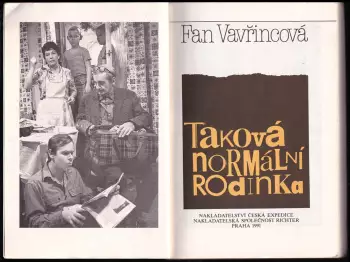 Fan Vavřincová
Taková
noRMální
RodiNKa
NAKLADATELSTVÍ ČESKÁ EXPEDICE
NAKLADATELSKÁ SPOLEČNOST RICHTER
PRAHA 1991